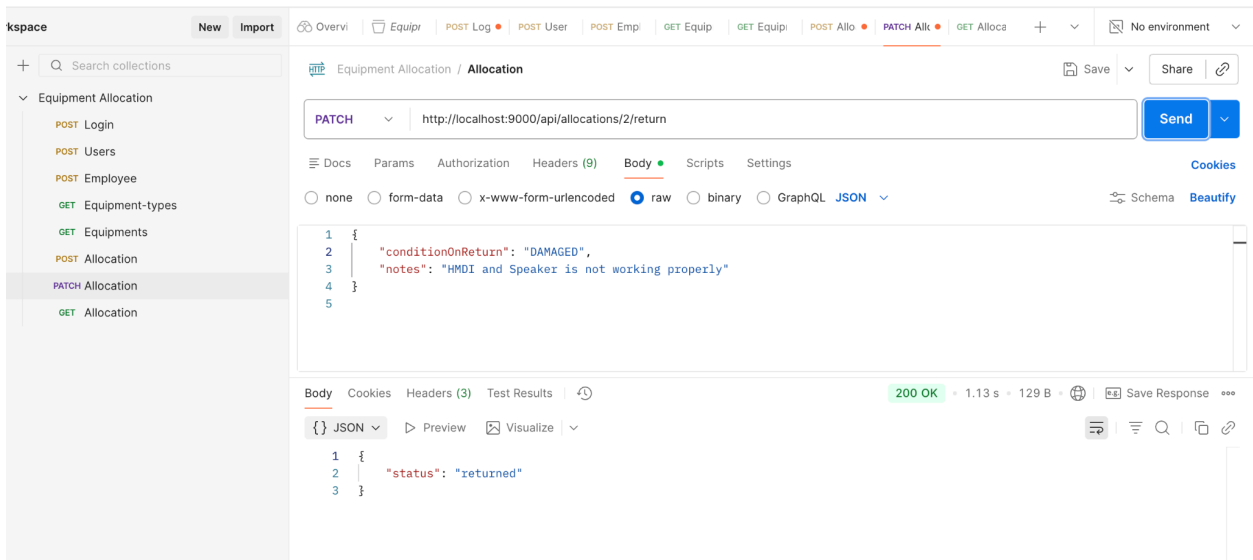 kspace New Import Overvi Equipr POST Log POST User POST Empl GET Equip GET Equip POST Allo PATCH Allo GET Alloca No environment
Search collections Equipment Allocation / Allocation Save Share
Equipment Allocation
POST Login PATCH http://localhost:9000/api/allocations/2/return Send
POST Users
POST Employee Docs Params Authorization Headers (9) Body Scripts Settings Cookies
GET Equipment-types none form-data x-www-form-urlencoded raw binary GraphQL JSON Schema Beautify
GET Equipments 1 {
POST Allocation 2 "conditionOnReturn": "DAMAGED",
3 "notes": "HMDI and Speaker is not working properly"
PATCH Allocation 4 }
5
GET Allocation
Body Cookies Headers (3) Test Results 200 OK 1.13 s 129 B e.g. Save Response
{} JSON Preview Visualize
1 {
2 "status": "returned"
3 }